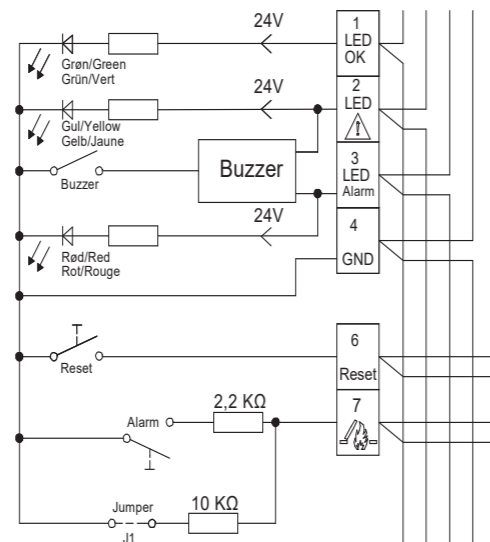 24V
1
LED
OK
Grøn/Green
Grün/Vert
24V
2
LED
Gul/Yellow
Gelb/Jaune
Buzzer
Buzzer
3
LED
Alarm
24V
4
GND
Rød/Red
Rot/Rouge
6
Reset
Reset
2,2 KΩ
7
Alarm
Jumper
10 KΩ
J1